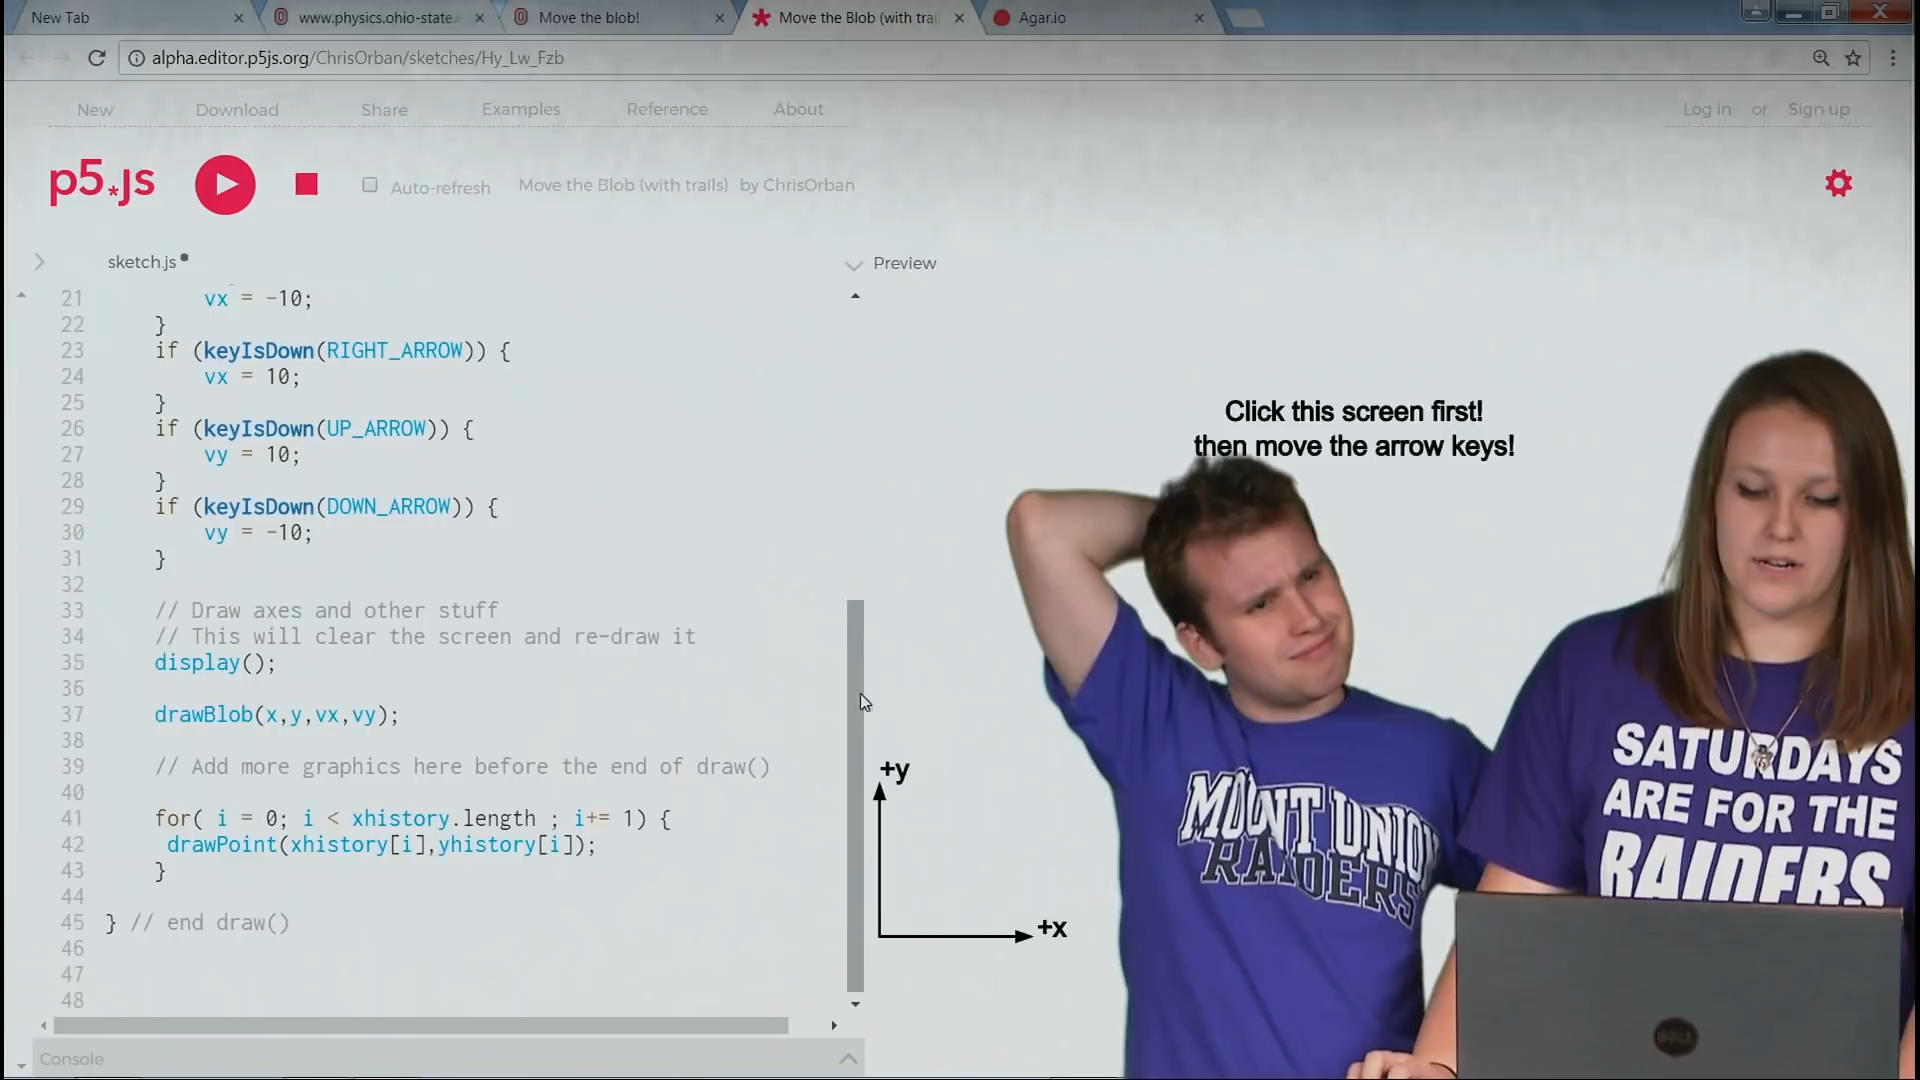 New Tab
www.physics.ohio-state.
Move the blob!
Move the Blob (with trai
Agar.io
alpha.editor.p5js.org/ChrisOrban/sketches/Hy_Lw_Fzb
New
Download
Share
Examples
Reference
About
Log in or Sign up
p5.js
Auto-refresh
Move the Blob (with trails) by ChrisOrban
sketch.js
Preview
21 vx = -10;
22 }
23 if (keyIsDown(RIGHT_ARROW)) {
24 vx = 10;
25 }
26 if (keyIsDown(UP_ARROW)) {
27 vy = 10;
28 }
29 if (keyIsDown(DOWN_ARROW)) {
30 vy = -10;
31 }
32
33 // Draw axes and other stuff
34 // This will clear the screen and re-draw it
35 display();
36
37 drawBlob(x,y,vx,vy);
38
39 // Add more graphics here before the end of draw()
40
41 for( i = 0; i < xhistory.length ; i+= 1) {
42 drawPoint(xhistory[i],yhistory[i]);
43 }
44
45 } // end draw()
46
47
48
Console
Click this screen first!
then move the arrow keys!
+y
+x
MOUNT UNION
RAIDERS
SATURDAYS
ARE FOR THE
RAIDERS
DELL